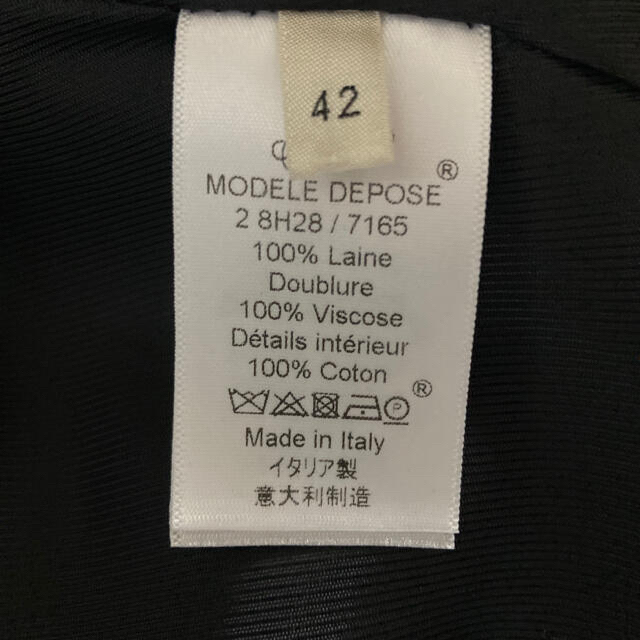 42
MODELE DEPOSE ®
2 8H28 / 7165
100% Laine
Doublure
100% Viscose
Détails intérieur
100% Coton
P ®
Made in Italy
イタリア製
意大利制造